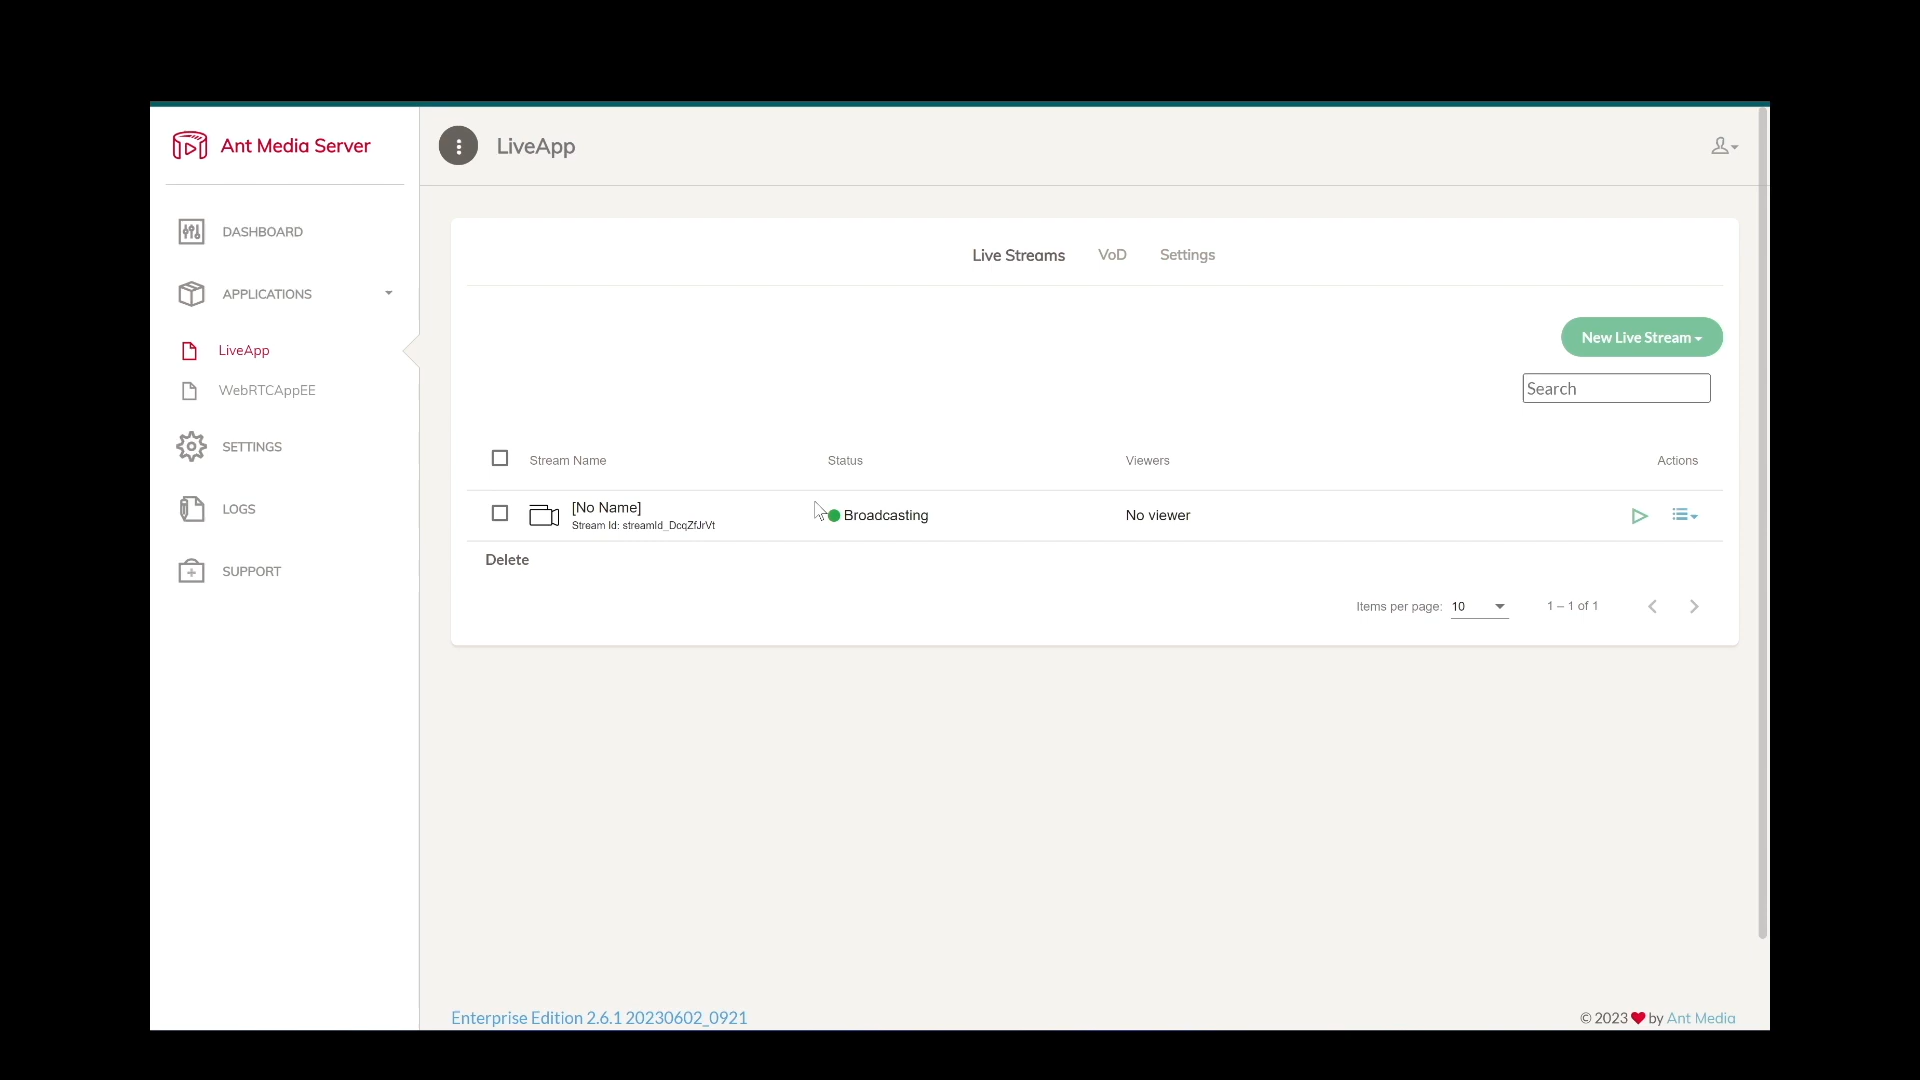 Ant Media Server
LiveApp
DASHBOARD
APPLICATIONS
LiveApp
WebRTCAppEE
SETTINGS
LOGS
SUPPORT
Live Streams VoD Settings
New Live Stream
Search
Stream Name Status Viewers Actions
[No Name] Broadcasting No viewer
Stream Id: streamId_DcqZfJrVt
Delete
Items per page: 10 1 – 1 of 1
Enterprise Edition 2.6.1 20230602_0921
© 2023 by Ant Media